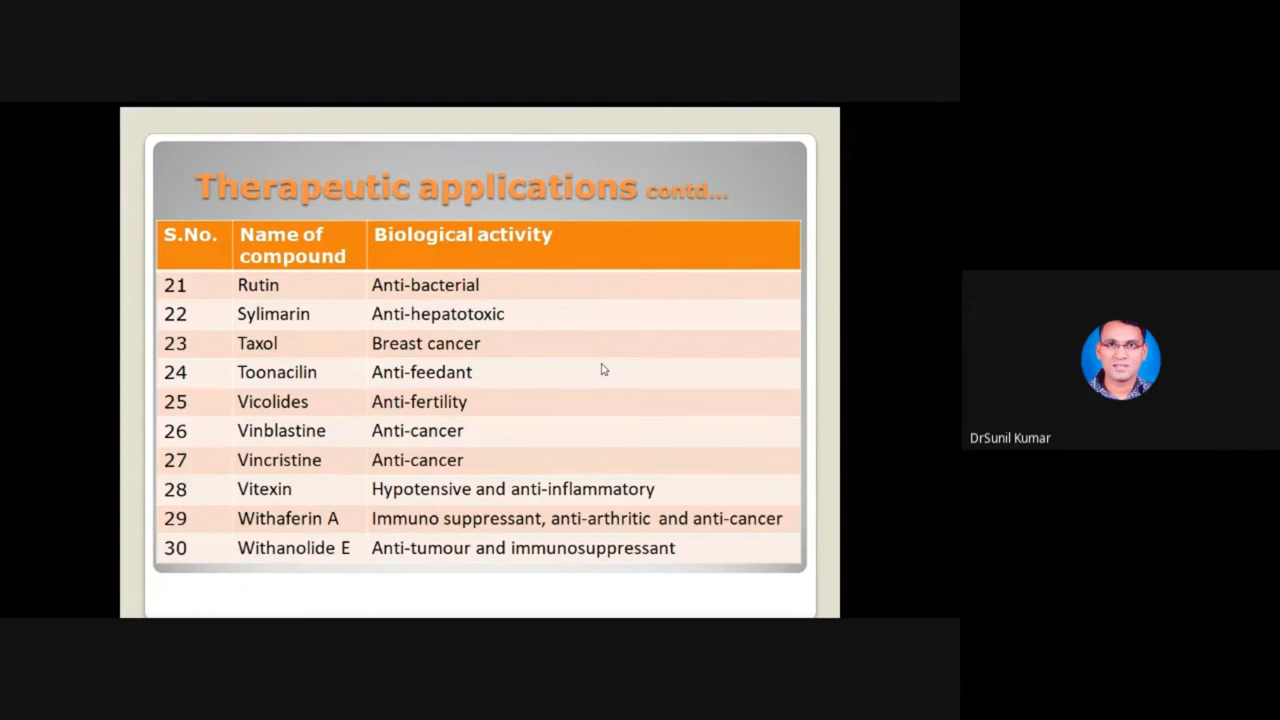 Therapeutic applications contd...
S.No. Name of compound Biological activity
21 Rutin Anti-bacterial
22 Sylimarin Anti-hepatotoxic
23 Taxol Breast cancer
24 Toonacilin Anti-feedant
25 Vicolides Anti-fertility
26 Vinblastine Anti-cancer
27 Vincristine Anti-cancer
28 Vitexin Hypotensive and anti-inflammatory
29 Withaferin A Immuno suppressant, anti-arthritic and anti-cancer
30 Withanolide E Anti-tumour and immunosuppressant
DrSunil Kumar